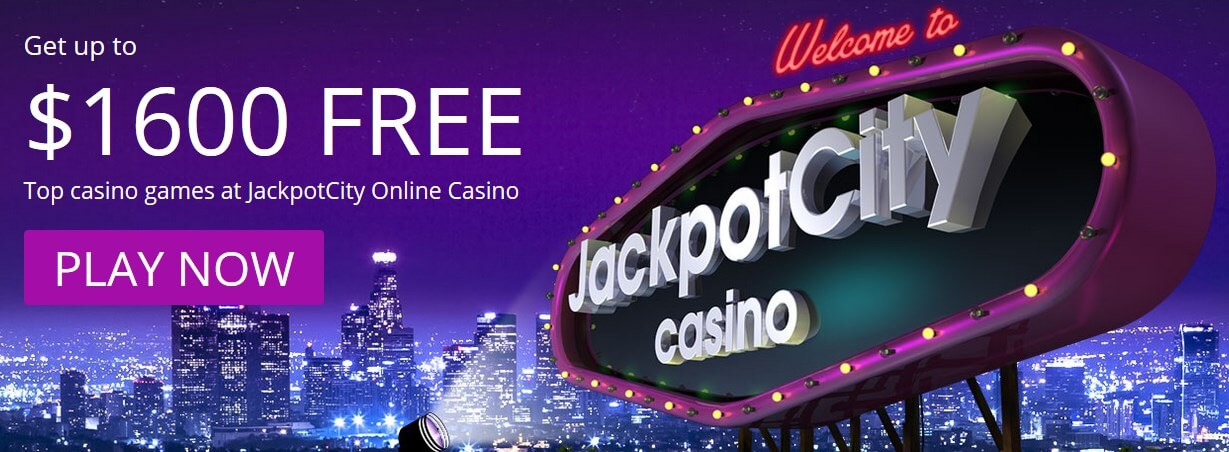 Get up to
$1600 FREE
Top casino games at JackpotCity Online Casino
PLAY NOW
Welcome to
JackpotCity
casino